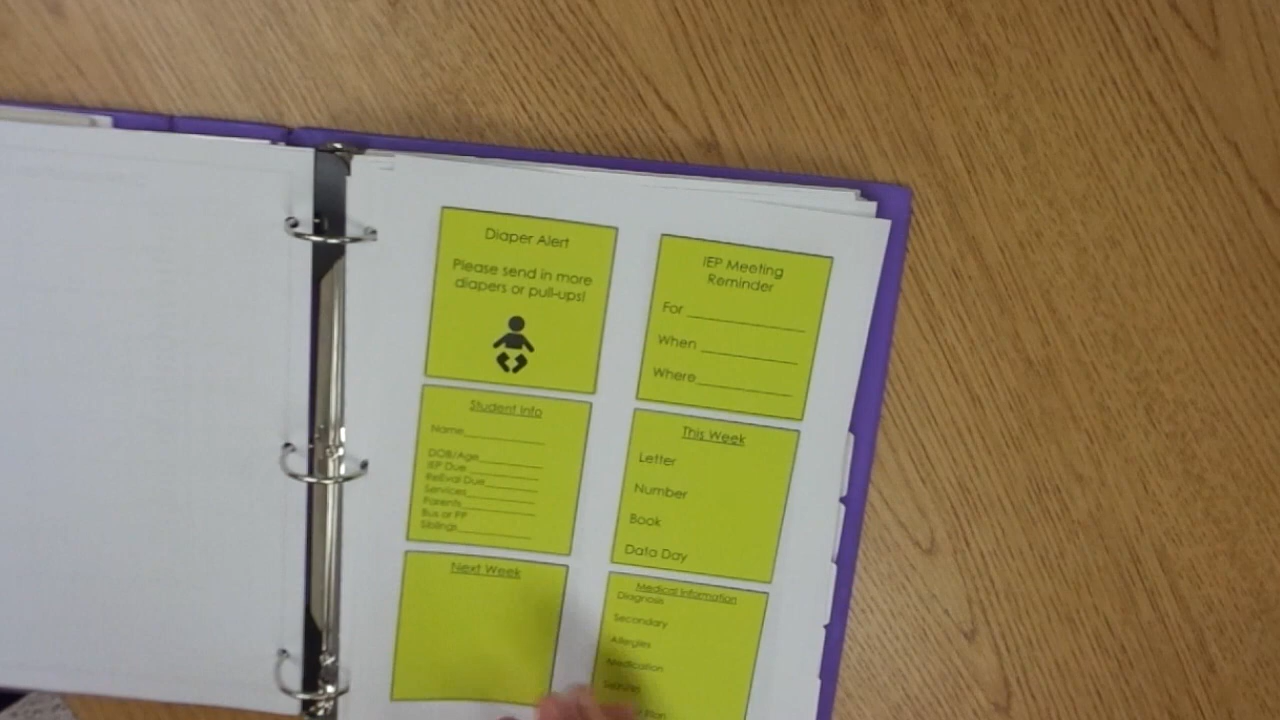 Diaper Alert
Please send in more
diapers or pull-ups!
IEP Meeting
Reminder
For
When
Where
Student Info
Name
DOB/Age
IEP Due
ReEval Due
Services
Parents
Bus or PP
Siblings
This Week
Letter
Number
Book
Data Day
Next Week
Medical Information
Diagnosis
Secondary
Allergies
Medication
Seizures
plan